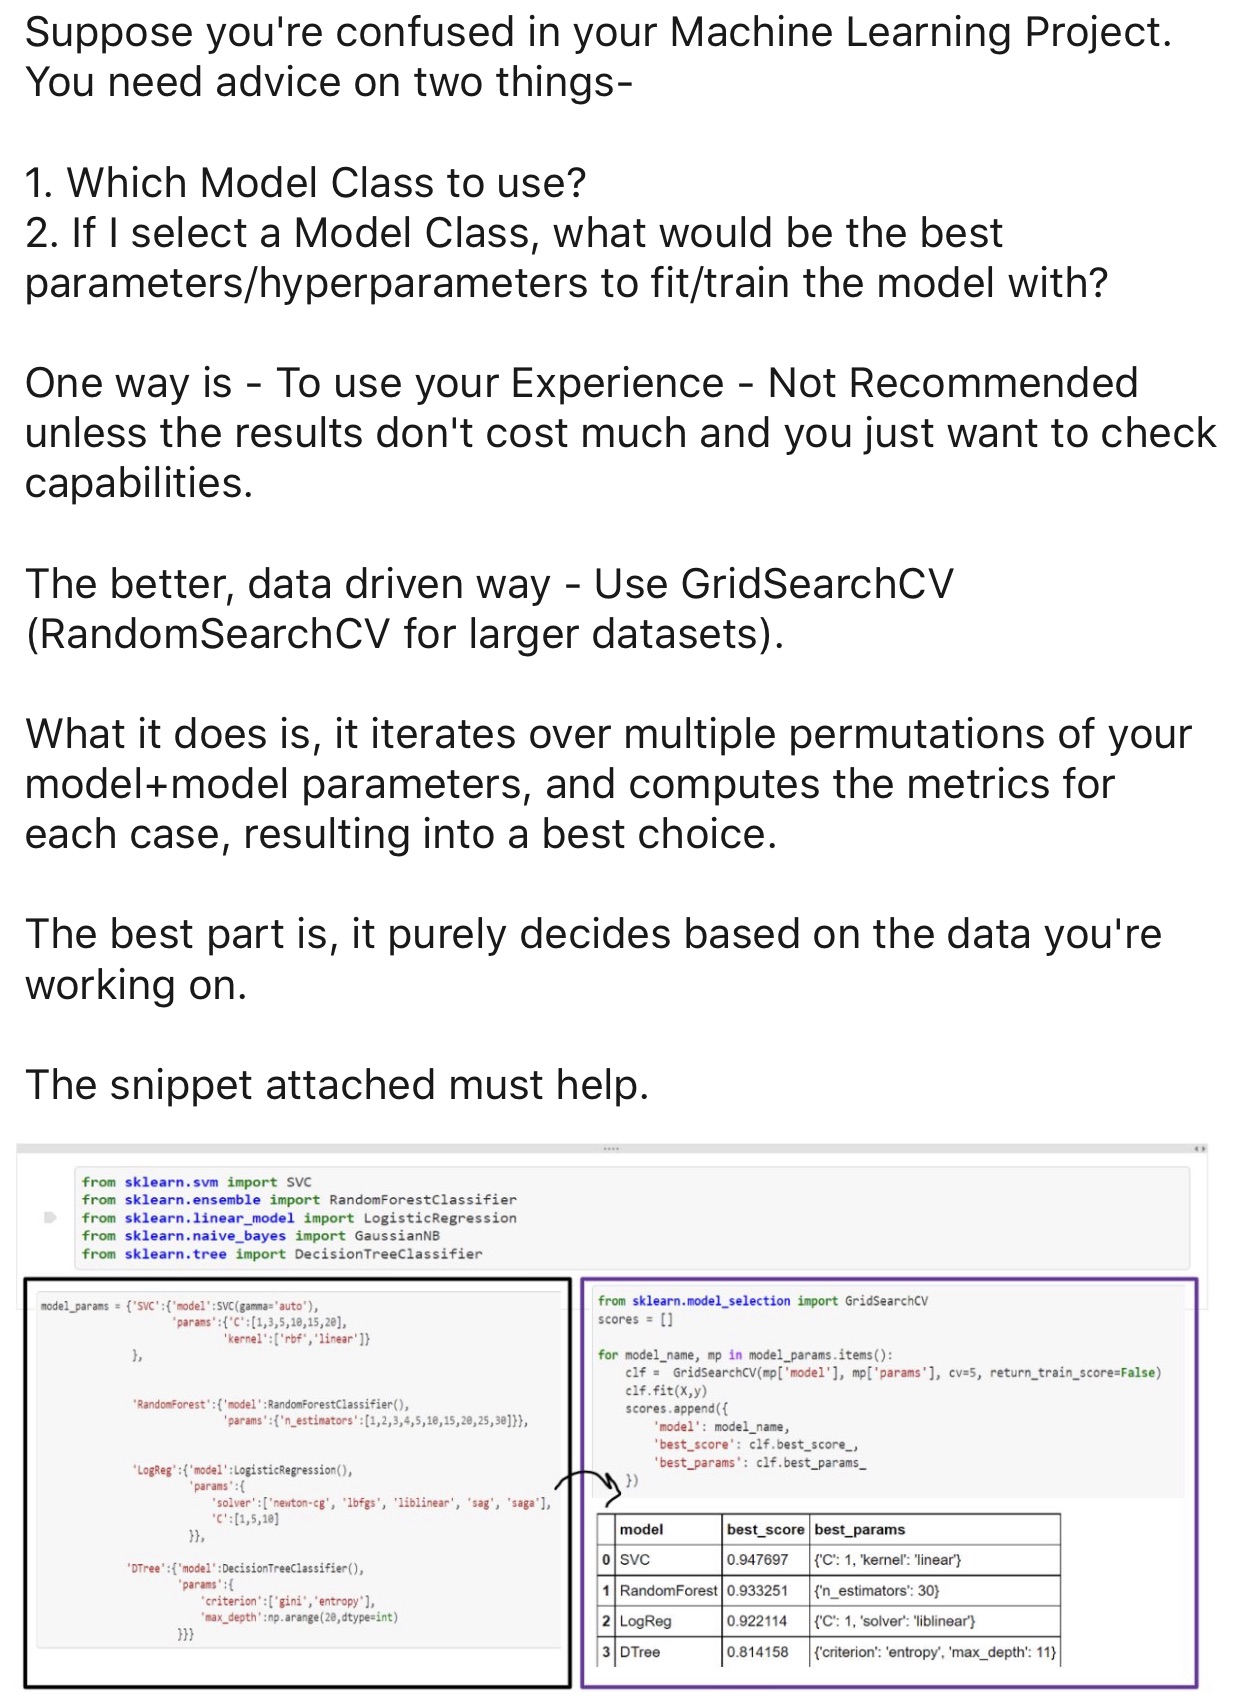 Suppose you're confused in your Machine Learning Project.
You need advice on two things-
1. Which Model Class to use?
2. If I select a Model Class, what would be the best
parameters/hyperparameters to fit/train the model with?
One way is - To use your Experience - Not Recommended
unless the results don't cost much and you just want to check
capabilities.
The better, data driven way - Use GridSearchCV
(RandomSearchCV for larger datasets).
What it does is, it iterates over multiple permutations of your
model+model parameters, and computes the metrics for
each case, resulting into a best choice.
The best part is, it purely decides based on the data you're
working on.
The snippet attached must help.
from sklearn.svm import SVC
from sklearn.ensemble import RandomForestClassifier
from sklearn.linear_model import LogisticRegression
from sklearn.naive_bayes import GaussianNB
from sklearn.tree import DecisionTreeClassifier
model_params = {'SVC':{'model':SVC(gamma='auto'),
'params':{'C':[1,3,5,10,15,20],
'kernel':['rbf','linear']}
},
'RandomForest':{'model':RandomForestClassifier(),
'params':{'n_estimators':[1,2,3,4,5,10,15,20,25,30]}},
'LogReg':{'model':LogisticRegression(),
'params':{
'solver':['newton-cg', 'lbfgs', 'liblinear', 'sag', 'saga'],
'C':[1,5,10]
}},
'DTree':{'model':DecisionTreeClassifier(),
'params':{
'criterion':['gini','entropy'],
'max_depth':np.arange(20,dtype=int)
}}}
from sklearn.model_selection import GridSearchCV
scores = []
for model_name, mp in model_params.items():
clf = GridSearchCV(mp['model'], mp['params'], cv=5, return_train_score=False)
clf.fit(X,y)
scores.append({
'model': model_name,
'best_score': clf.best_score_,
'best_params': clf.best_params_
})
model best_score best_params
0 SVC 0.947697 {'C': 1, 'kernel': 'linear'}
1 RandomForest 0.933251 {'n_estimators': 30}
2 LogReg 0.922114 {'C': 1, 'solver': 'liblinear'}
3 DTree 0.814158 {'criterion': 'entropy', 'max_depth': 11}